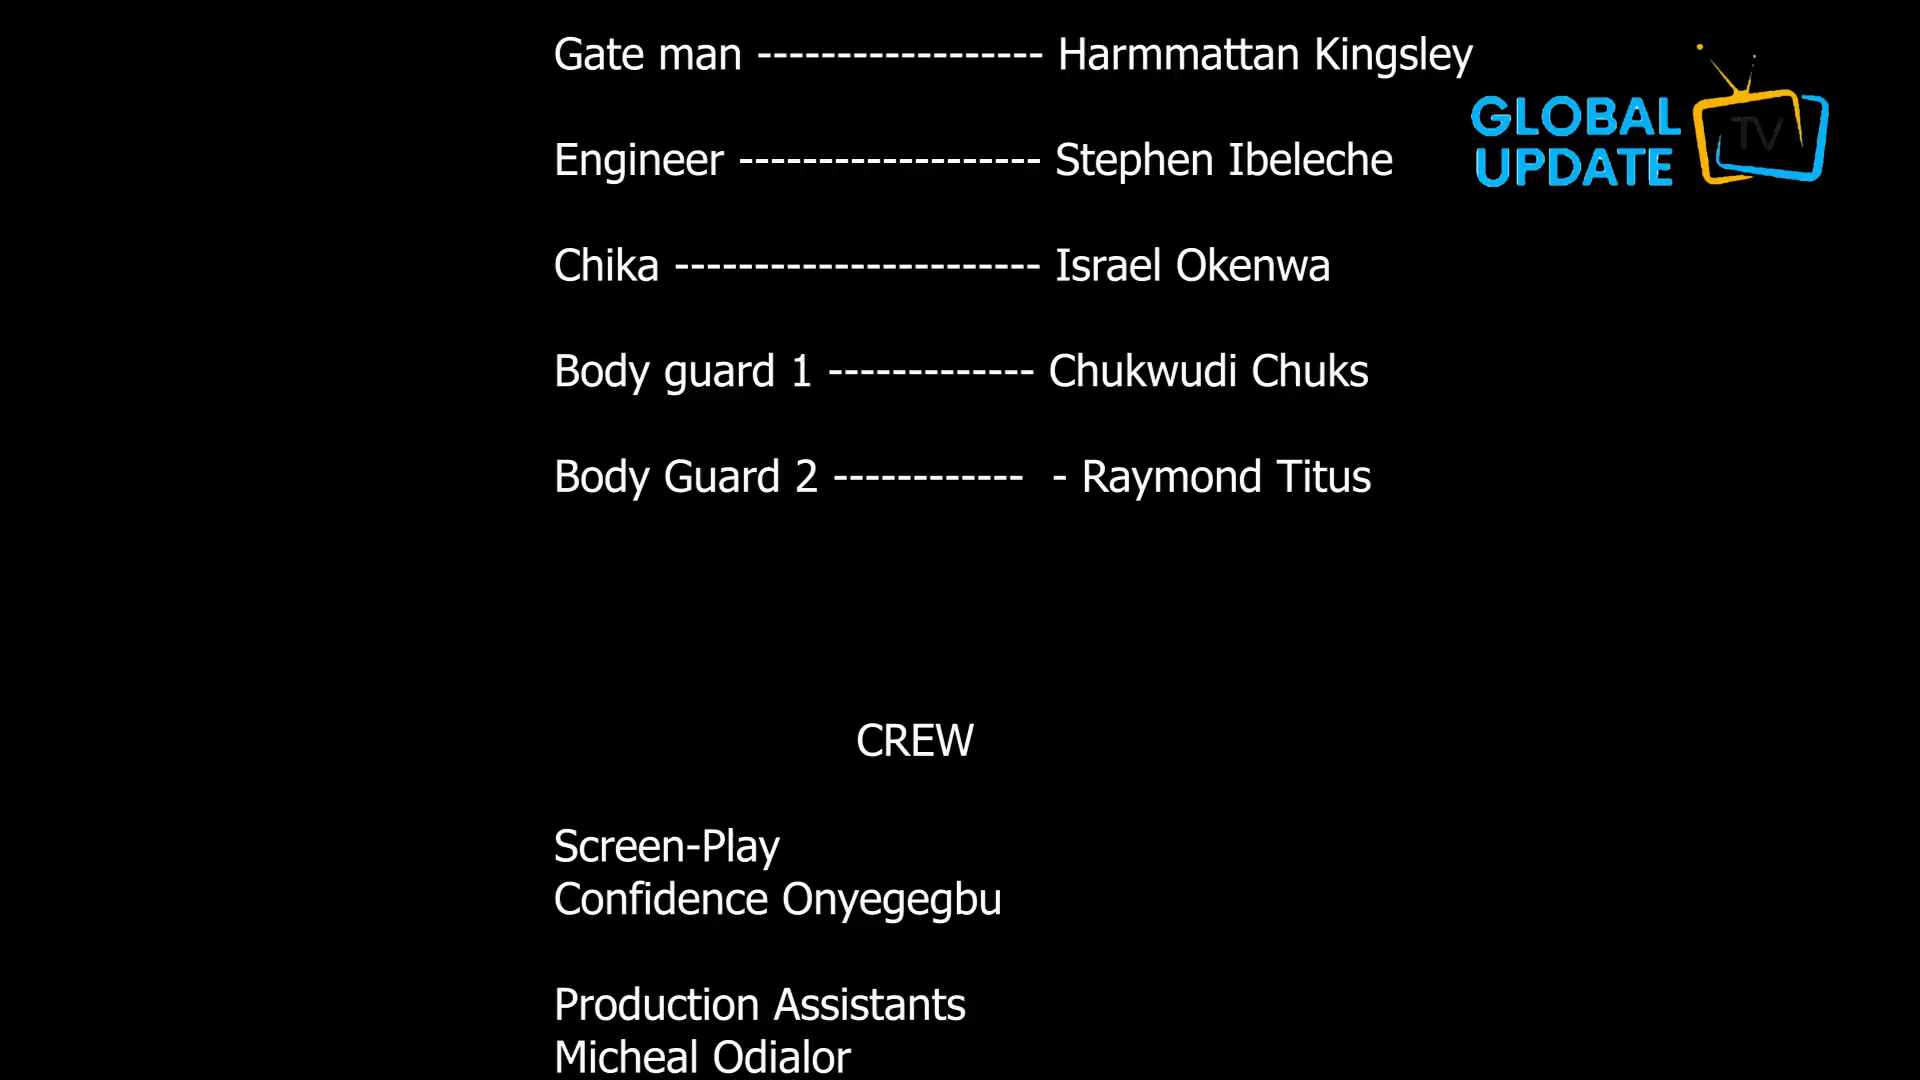 Gate man ------------------ Harmmattan Kingsley
GLOBAL
UPDATE
TV
Engineer ------------------- Stephen Ibeleche
Chika ----------------------- Israel Okenwa
Body guard 1 ------------- Chukwudi Chuks
Body Guard 2 ------------  - Raymond Titus
CREW
Screen-Play
Confidence Onyegegbu
Production Assistants
Micheal Odialor